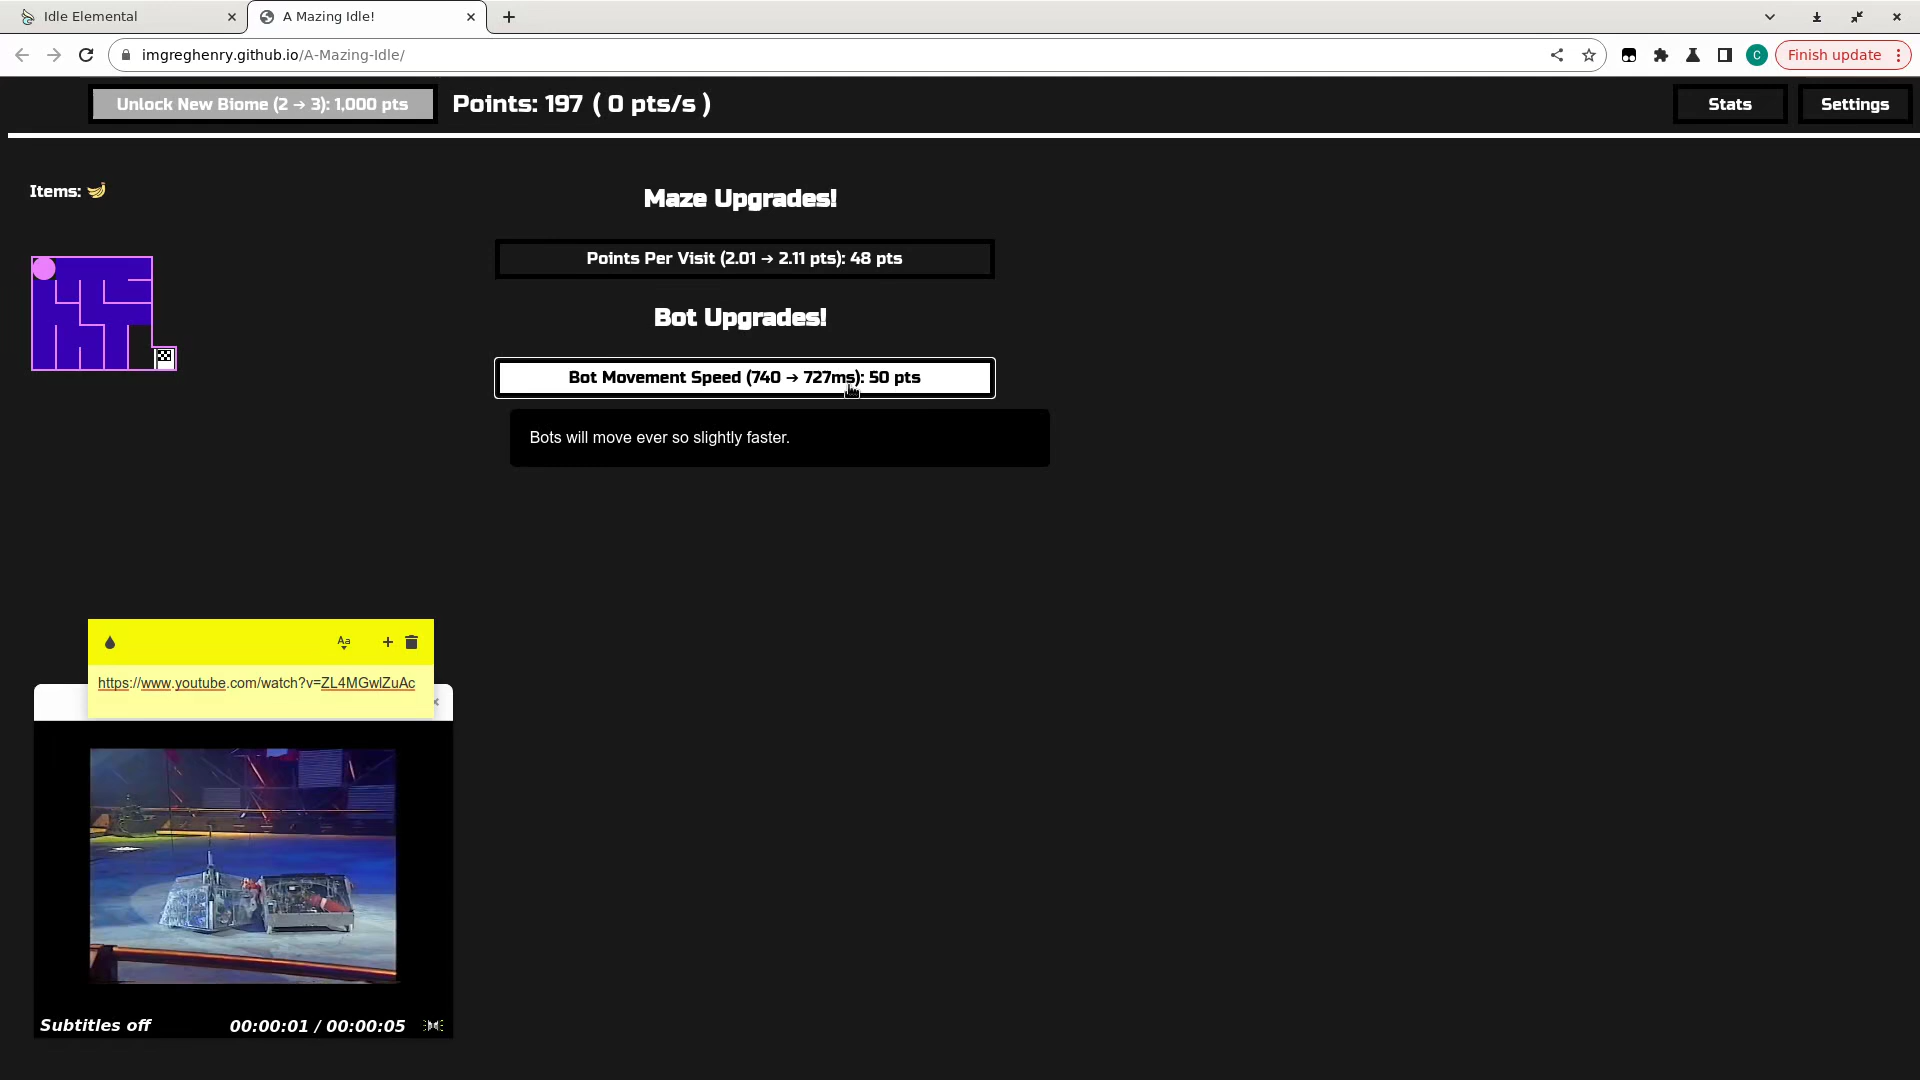 Idle Elemental
A Mazing Idle!
imgreghenry.github.io/A-Mazing-Idle/
C
Finish update
Unlock New Biome (2 → 3): 1,000 pts
Points: 197 ( 0 pts/s )
Stats
Settings
Items: 🍌
Maze Upgrades!
Points Per Visit (2.01 → 2.11 pts): 48 pts
Bot Upgrades!
Bot Movement Speed (740 → 727ms): 50 pts
Bots will move ever so slightly faster.
Aa
https://www.youtube.com/watch?v=ZL4MGwlZuAc
Subtitles off
00:00:01 / 00:00:05